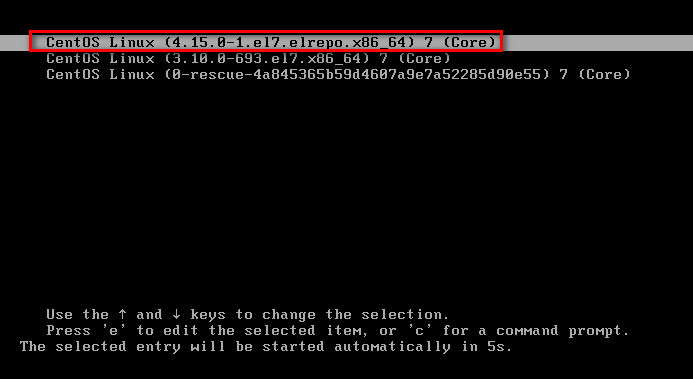 CentOS Linux (4.15.0-1.el7.elrepo.x86_64) 7 (Core)
CentOS Linux (3.10.0-693.el7.x86_64) 7 (Core)
CentOS Linux (0-rescue-4a845365b59d4607a9e7a52285d90e55) 7 (Core)
Use the ↑ and ↓ keys to change the selection.
Press 'e' to edit the selected item, or 'c' for a command prompt.
The selected entry will be started automatically in 5s.